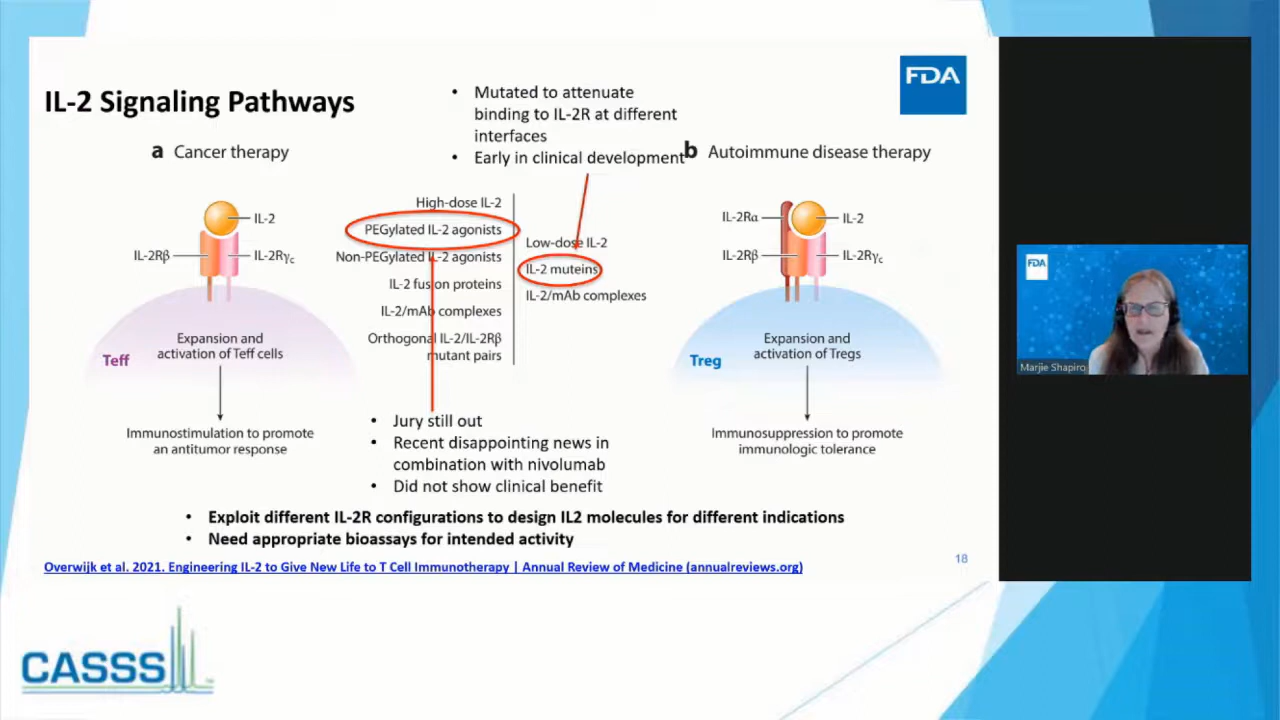 IL-2 Signaling Pathways
• Mutated to attenuate
binding to IL-2R at different
interfaces
• Early in clinical development
FDA
a Cancer therapy
IL-2
IL-2Rβ
IL-2Rγc
Expansion and
activation of Teff cells
Teff
Immunostimulation to promote
an antitumor response
High-dose IL-2
PEGylated IL-2 agonists
Non-PEGylated IL-2 agonists
IL-2 fusion proteins
IL-2/mAb complexes
Orthogonal IL-2/IL-2Rβ
mutant pairs
Low-dose IL-2
IL-2 muteins
IL-2/mAb complexes
b Autoimmune disease therapy
IL-2Rα
IL-2
IL-2Rβ
IL-2Rγc
Expansion and
activation of Tregs
Treg
Immunosuppression to promote
immunologic tolerance
• Jury still out
• Recent disappointing news in
combination with nivolumab
• Did not show clinical benefit
• Exploit different IL-2R configurations to design IL2 molecules for different indications
• Need appropriate bioassays for intended activity
Overwijk et al. 2021. Engineering IL-2 to Give New Life to T Cell Immunotherapy | Annual Review of Medicine (annualreviews.org)
18
FDA
Marjie Shapiro
CASSS